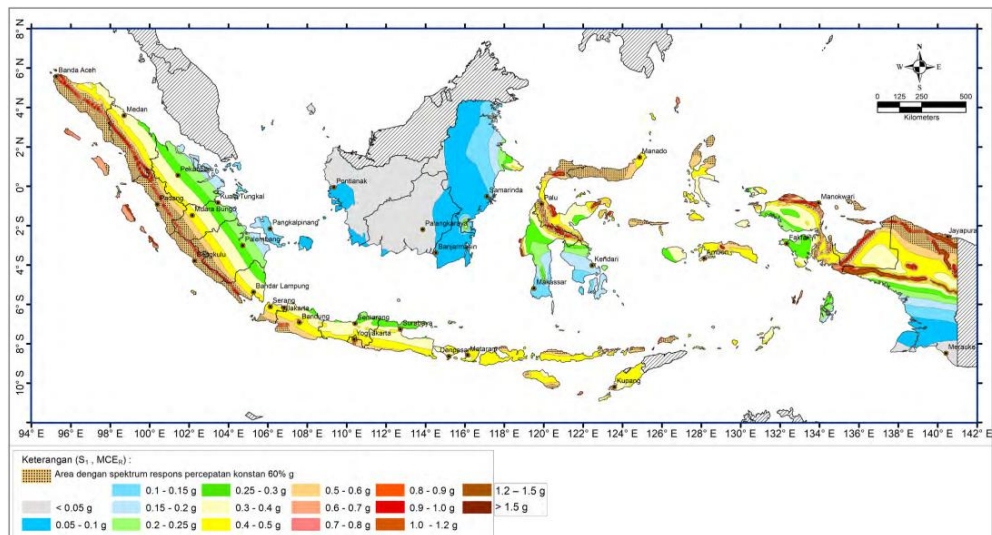 8° N
6° N
4° N
2° N
0°
2° S
4° S
6° S
8° S
10° S
N
W E
S
0 125 250 500
Kilometers
Banda Aceh
Medan
Pekanbaru
Kuala Tungkal
Padang
Muara Bungo
Pangkalpinang
Palembang
Bengkulu
Bandar Lampung
Serang
Jakarta
Bandung
Semarang
Surabaya
Yogyakarta
Denpasar
Mataram
Kupang
Pontianak
Palangkaraya
Banjarmasin
Samarinda
Palu
Manado
Makassar
Kendari
Ambon
Fakfak
Manokwari
Jayapura
Merauke
94° E 96° E 98° E 100° E 102° E 104° E 106° E 108° E 110° E 112° E 114° E 116° E 118° E 120° E 122° E 124° E 126° E 128° E 130° E 132° E 134° E 136° E 138° E 140° E 142° E
Keterangan (S₁ , MCEᵣ) :
Area dengan spektrum respons percepatan konstan 60% g
0.1 - 0.15 g 0.25 - 0.3 g 0.5 - 0.6 g 0.8 - 0.9 g 1.2 – 1.5 g
< 0.05 g 0.15 - 0.2 g 0.3 - 0.4 g 0.6 - 0.7 g 0.9 - 1.0 g > 1.5 g
0.05 - 0.1 g 0.2 - 0.25 g 0.4 - 0.5 g 0.7 - 0.8 g 1.0 - 1.2 g